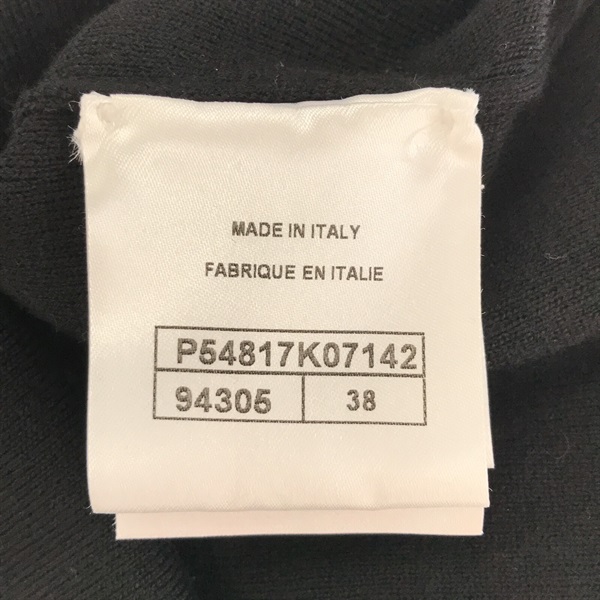 MADE IN ITALY
FABRIQUE EN ITALIE
P54817K07142
94305 38